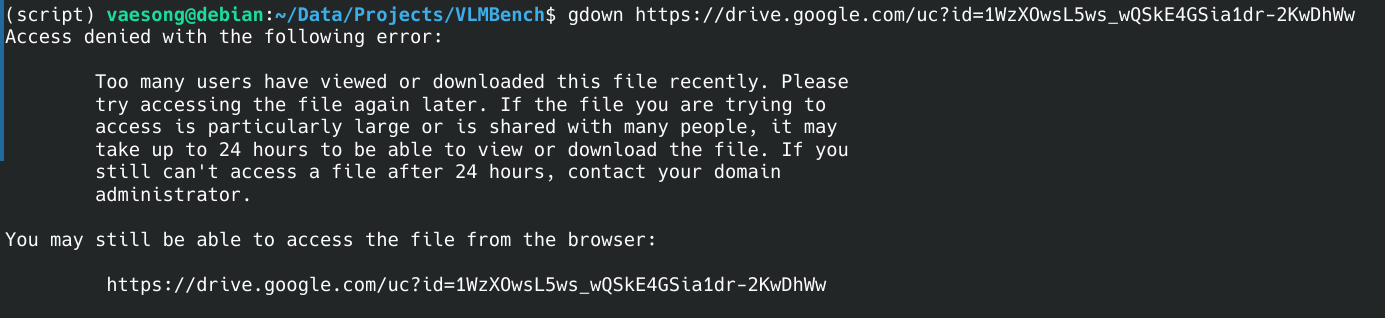 (script) vaesong@debian:~/Data/Projects/VLMBench$ gdown https://drive.google.com/uc?id=1WzXOwsL5ws_wQSkE4GSia1dr-2KwDhWw
Access denied with the following error:
Too many users have viewed or downloaded this file recently. Please
try accessing the file again later. If the file you are trying to
access is particularly large or is shared with many people, it may
take up to 24 hours to be able to view or download the file. If you
still can't access a file after 24 hours, contact your domain
administrator.
You may still be able to access the file from the browser:
https://drive.google.com/uc?id=1WzXOwsL5ws_wQSkE4GSia1dr-2KwDhWw